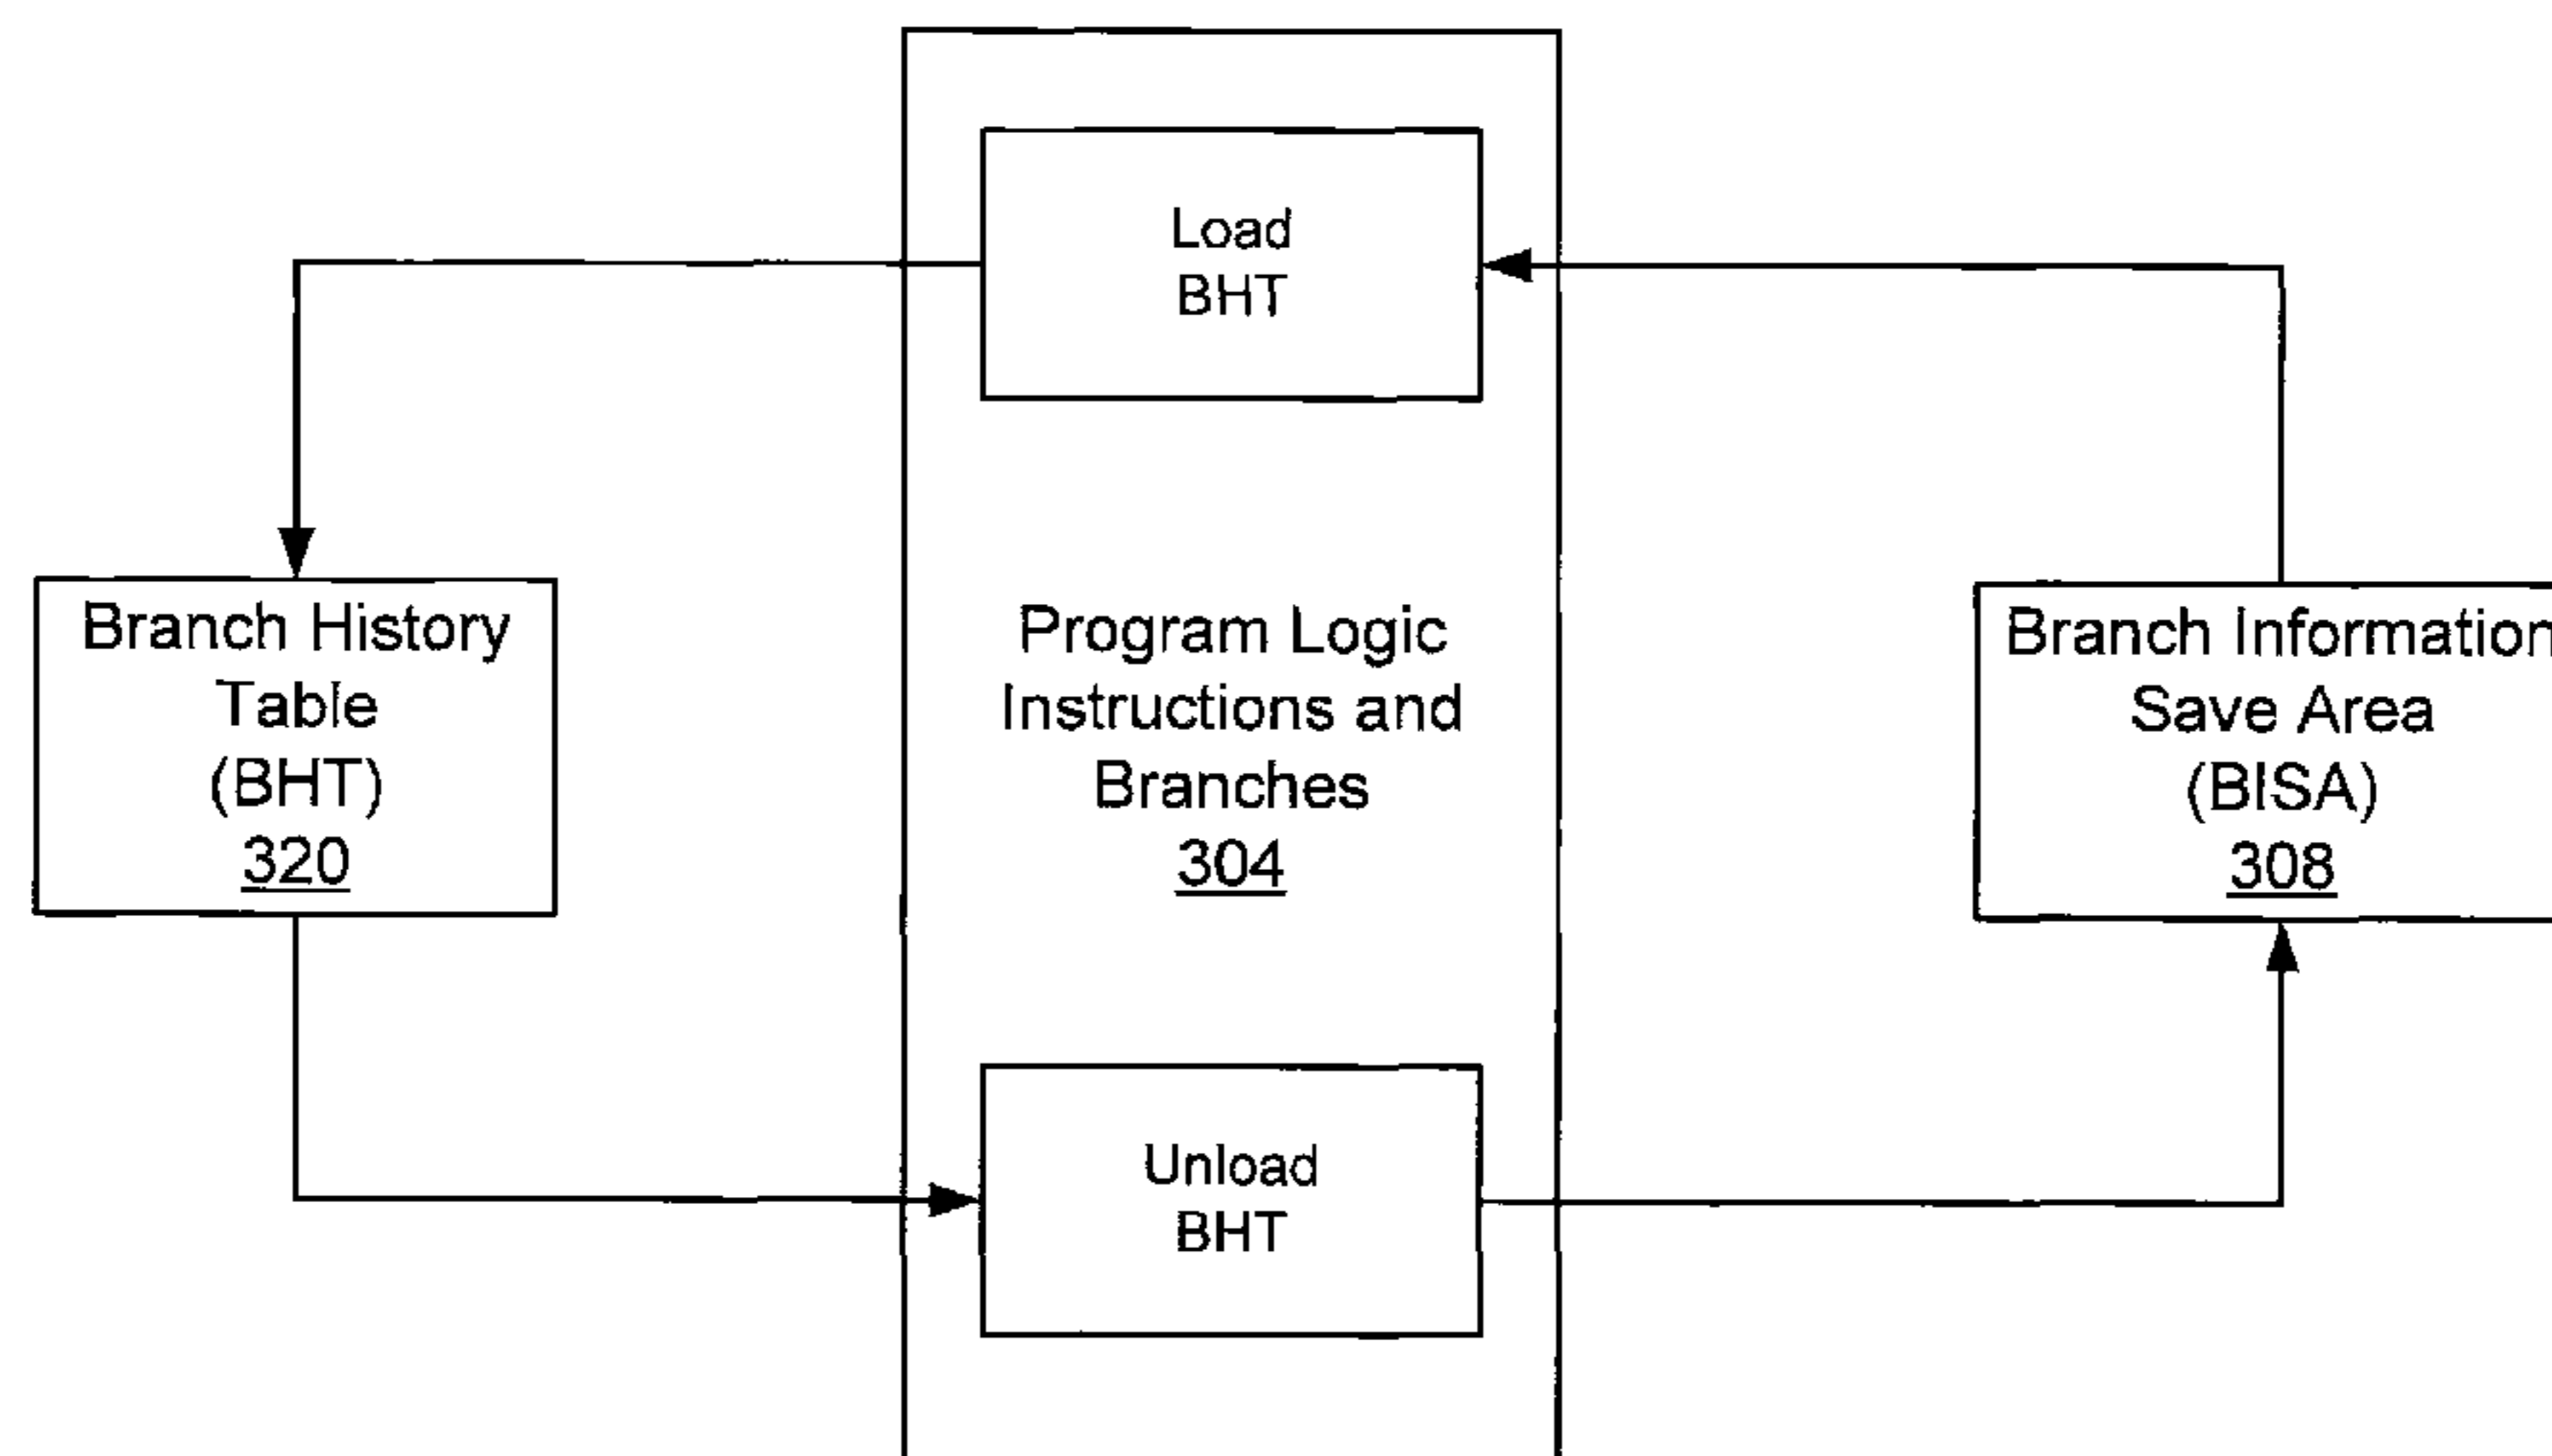 Load
BHT
Branch History
Table
(BHT)
320
Program Logic
Instructions and
Branches
304
Branch Information
Save Area
(BISA)
308
Unload
BHT